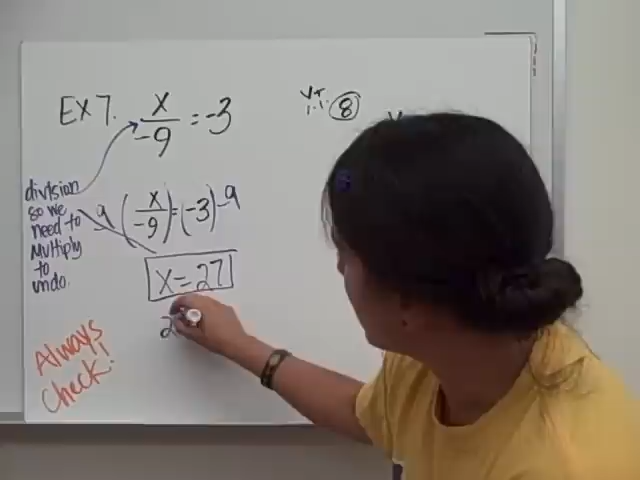 EX 7. x/-9 = -3
division
so we
need to
Multiply
to
undo.
-9 (x/-9) = (-3) -9
x = 27
2
Always
Check!
Y.T. 8